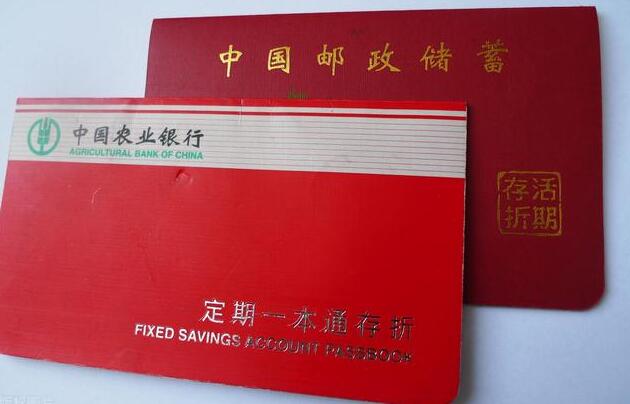 中国邮政储蓄
活期
存折
中国农业银行
AGRICULTURAL BANK OF CHINA
定期一本通存折
FIXED SAVINGS ACCOUNT PASSBOOK